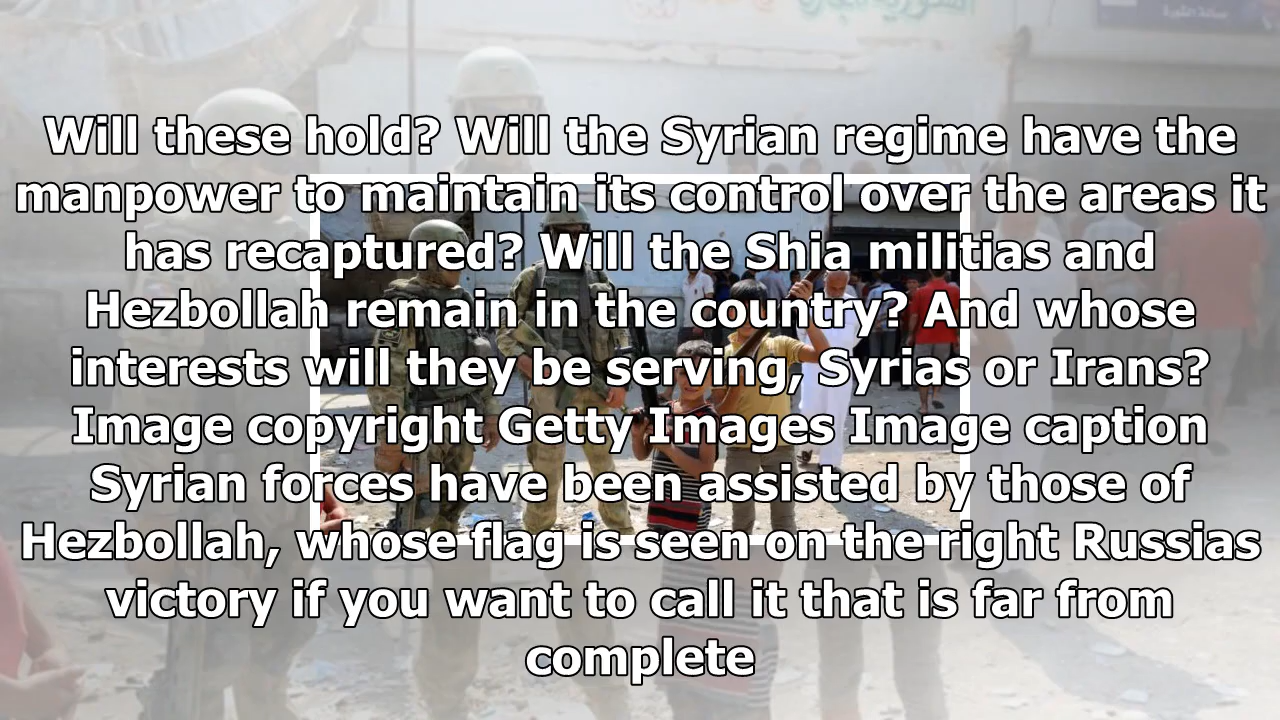 Will these hold? Will the Syrian regime have the
manpower to maintain its control over the areas it
has recaptured? Will the Shia militias and
Hezbollah remain in the country? And whose
interests will they be serving, Syrias or Irans?
Image copyright Getty Images Image caption
Syrian forces have been assisted by those of
Hezbollah, whose flag is seen on the right Russias
victory if you want to call it that is far from
complete